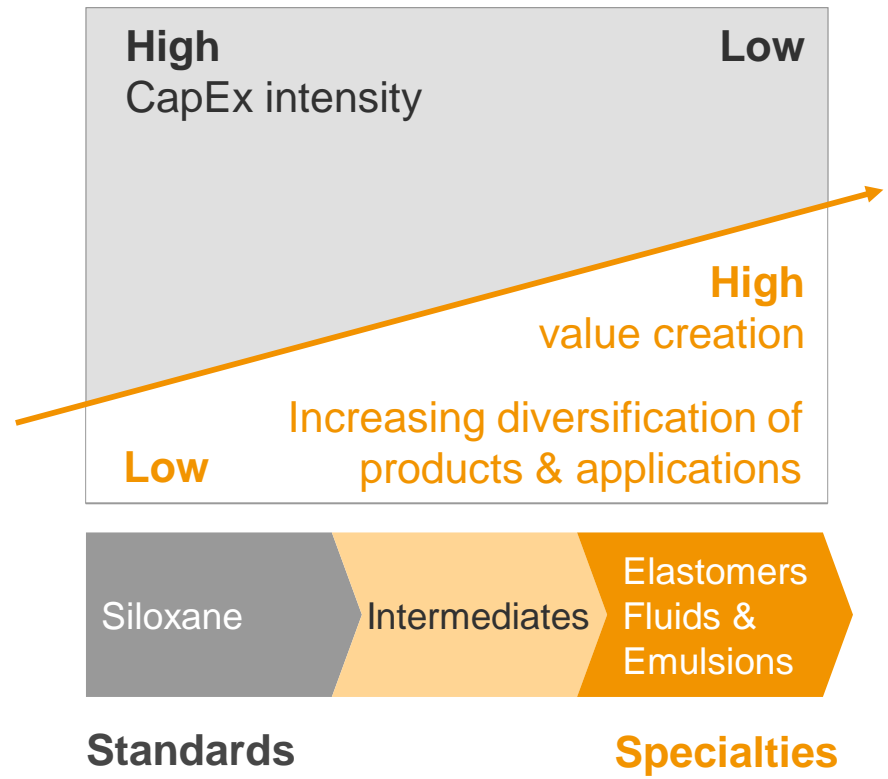 High
Low
CapEx intensity
High
value creation
Increasing diversification of
products & applications
Low
Siloxane
Intermediates
Elastomers
Fluids &
Emulsions
Standards
Specialties